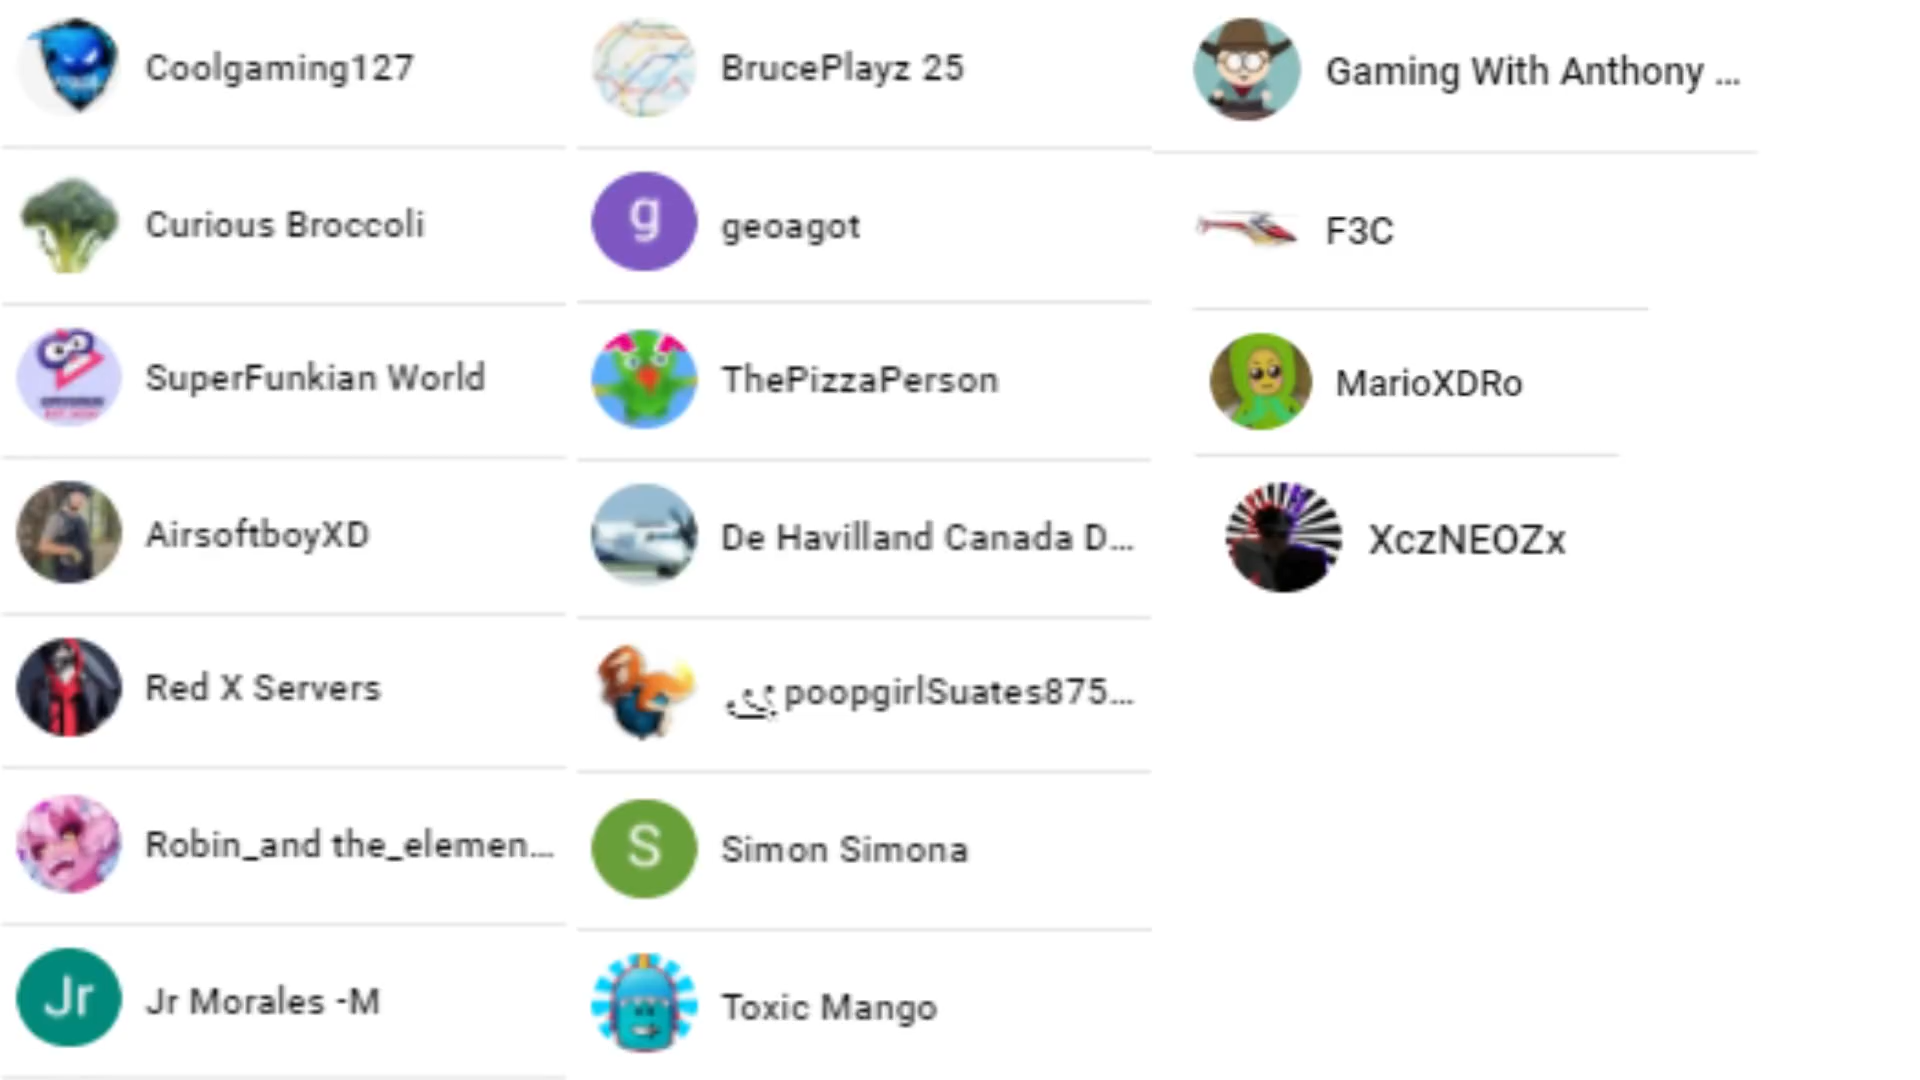 Coolgaming127
Curious Broccoli
SuperFunkian World
AirsoftboyXD
Red X Servers
Robin_and the_elemen...
Jr
Jr Morales -M
BrucePlayz 25
g
geoagot
ThePizzaPerson
De Havilland Canada D...
poopgirlSuates875...
S
Simon Simona
Toxic Mango
Gaming With Anthony ...
F3C
MarioXDRo
XczNEOZx